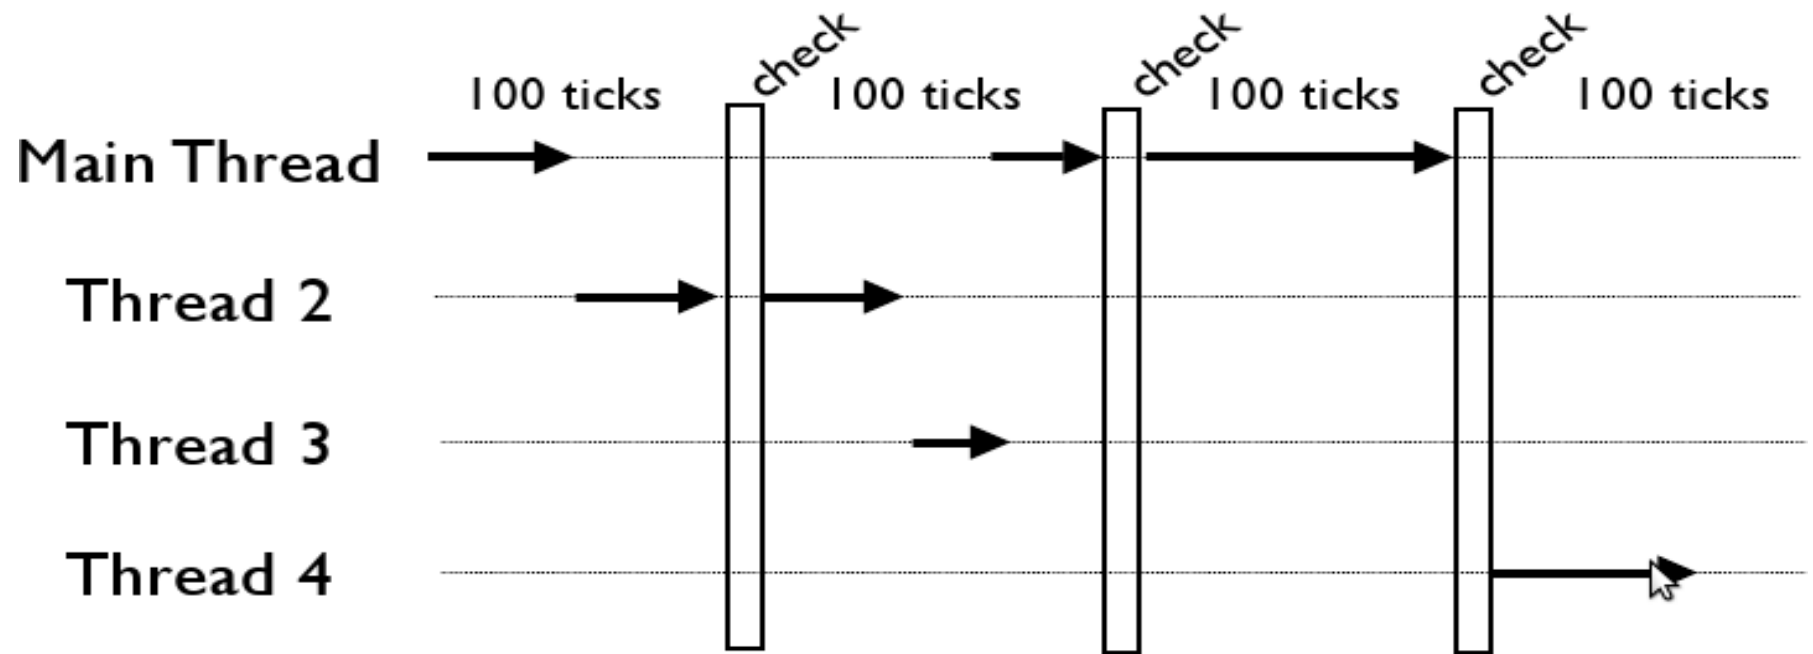 check check check
100 ticks 100 ticks 100 ticks 100 ticks
Main Thread
Thread 2
Thread 3
Thread 4